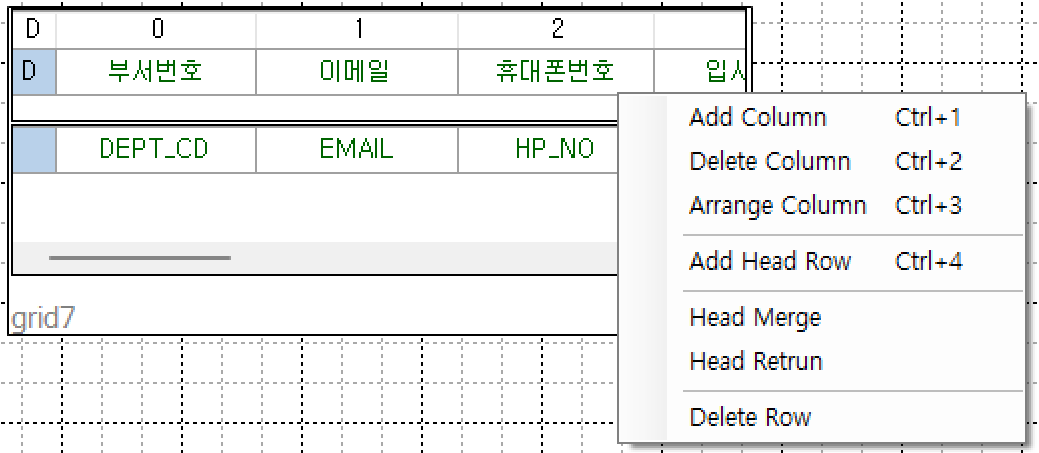 D 0 1 2
D 부서번호 이메일 휴대폰번호 입사
DEPT_CD EMAIL HP_NO
Add Column Ctrl+1
Delete Column Ctrl+2
Arrange Column Ctrl+3
Add Head Row Ctrl+4
Head Merge
Head Retrun
Delete Row
grid7